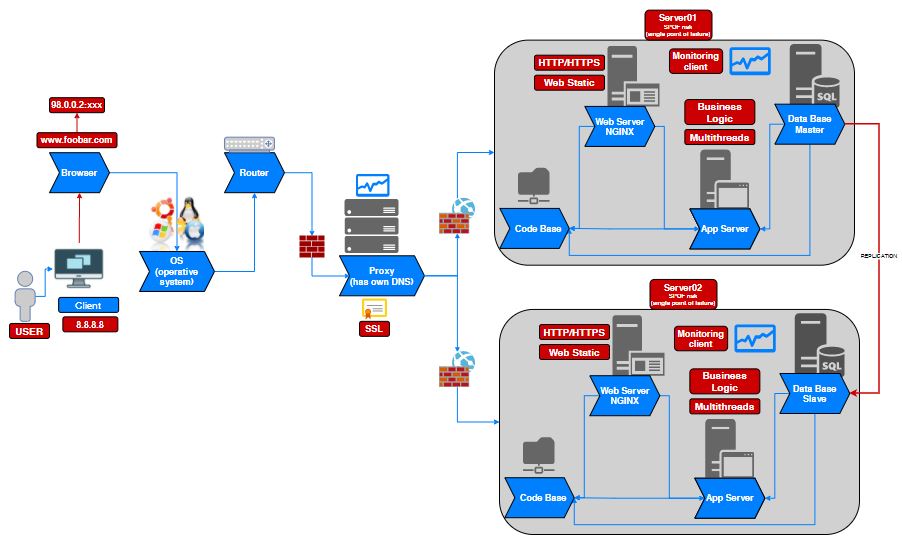 98.0.0.2:xxx
www.foobar.com
Browser
Router
OS
(operative
system)
Client
8.8.8.8
USER
Proxy
(has own DNS)
SSL
Server01
SPOF risk
(single point of failure)
HTTP/HTTPS
Web Static
Monitoring
client
SQL
Web Server
NGINX
Business
Logic
Multithreads
Data Base
Master
Code Base
App Server
REPLICATION
Server02
SPOF risk
(single point of failure)
HTTP/HTTPS
Web Static
Monitoring
client
SQL
Web Server
NGINX
Business
Logic
Multithreads
Data Base
Slave
Code Base
App Server